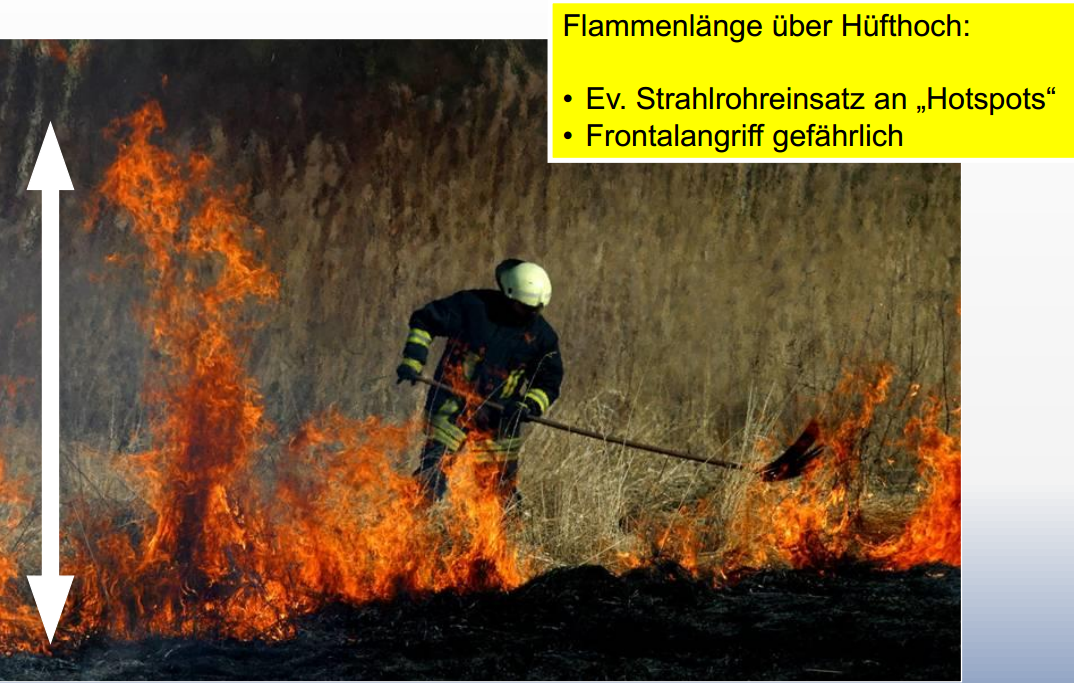 Flammenlänge über Hüfthoch:
• Ev. Strahlrohreinsatz an „Hotspots“
• Frontalangriff gefährlich